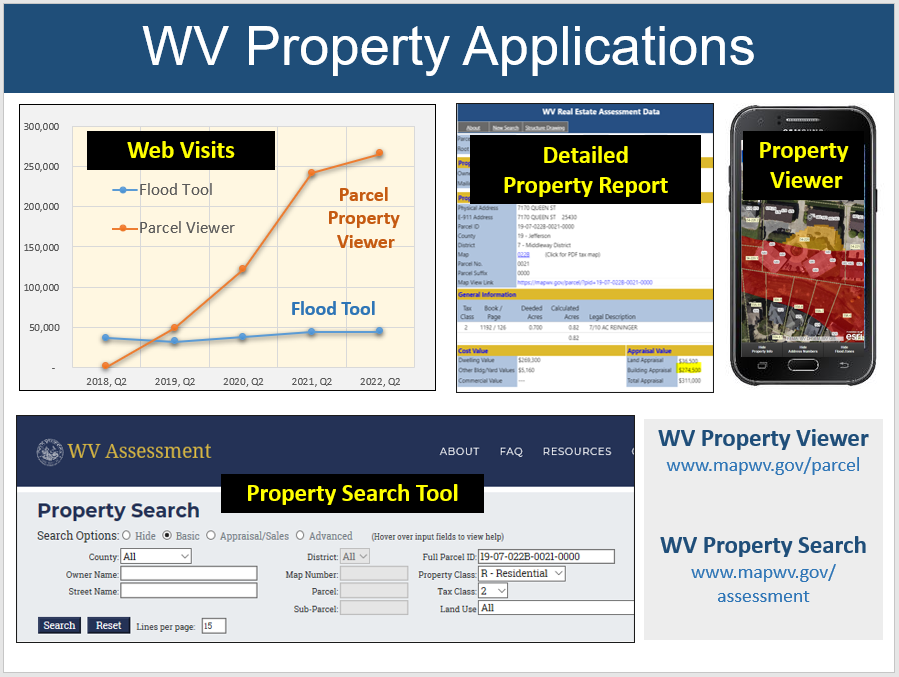 WV Property Applications
300,000
250,000
200,000
150,000
100,000
50,000
-
2018, Q2 2019, Q2 2020, Q2 2021, Q2 2022, Q2
Web Visits
Flood Tool
Parcel Viewer
Parcel
Property
Viewer
Flood Tool
WV Real Estate Assessment Data
About New Search Structure Drawing
Detailed
Property Report
Physical Address 7170 QUEEN ST
E-911 Address 7170 QUEEN ST 25430
Parcel ID 19-07-022B-0021-0000
County 19 - Jefferson
District 7 - Middleway District
Map 022B (Click for PDF tax map)
Parcel No. 0021
Parcel Suffix 0000
Map View Link https://mapwv.gov/parcel/?pid=19-07-022B-0021-0000
General Information
Tax Class Book / Page Deeded Acres Calculated Acres Legal Description
2 1192 / 126 0.700 0.82 7/10 AC REININGER
0.82
Cost Value Appraisal Value
Dwelling Value $269,300 Land Appraisal $36,500
Other Bldg/Yard Values $5,160 Building Appraisal $274,500
Commercial Value --- Total Appraisal $311,000
SAMSUNG
Property
Viewer
esri
Hide Property Info Hide Address Numbers Hide Flood Zones
WV Assessment
ABOUT FAQ RESOURCES
Property Search Tool
Property Search
Search Options: Hide Basic Appraisal/Sales Advanced (Hover over input fields to view help)
County: All District: All Full Parcel ID: 19-07-022B-0021-0000
Owner Name: Map Number: Property Class: R - Residential
Street Name: Parcel: Tax Class: 2
Sub-Parcel: Land Use All
Search Reset Lines per page: 15
WV Property Viewer
www.mapwv.gov/parcel
WV Property Search
www.mapwv.gov/
assessment